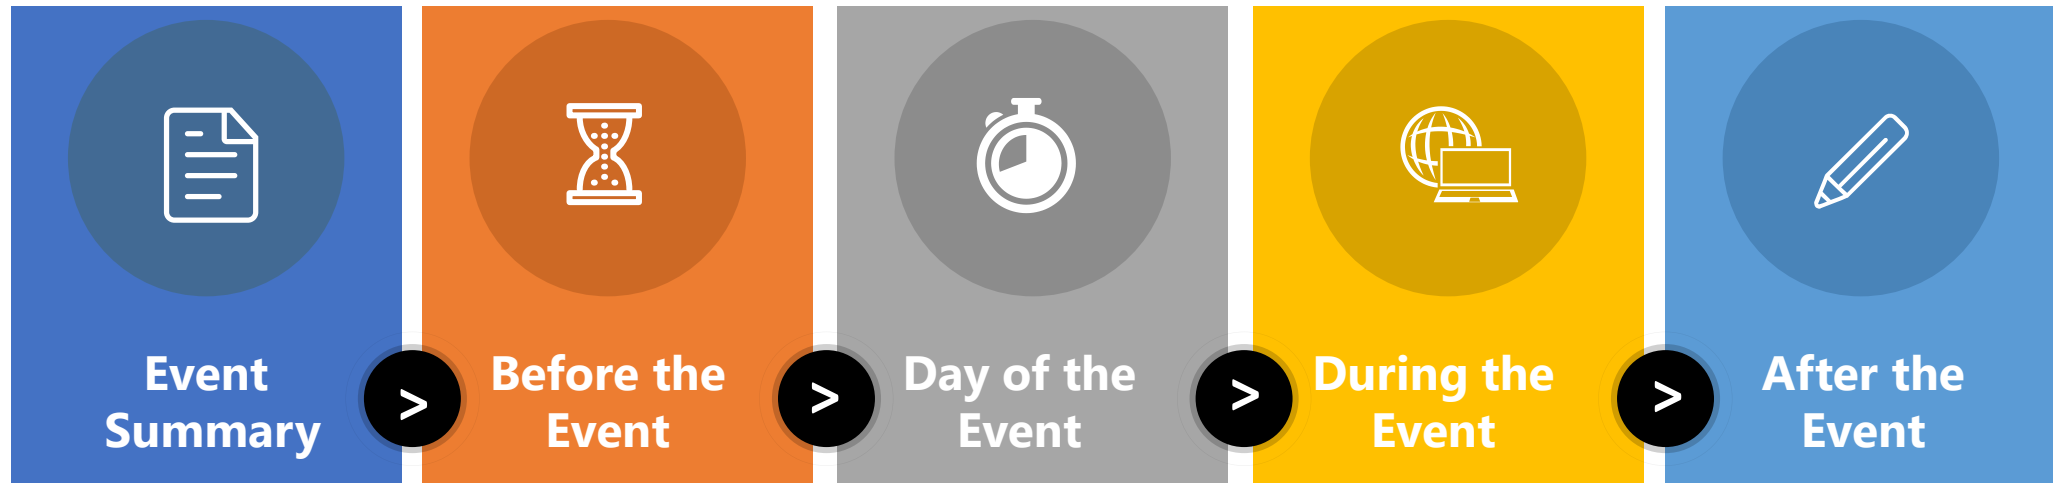 Event
Summary
>
Before the
Event
>
Day of the
Event
>
During the
Event
>
After the
Event